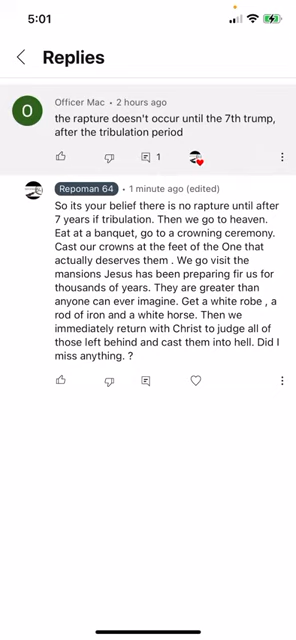 5:01
Replies
O
Officer Mac • 2 hours ago
the rapture doesn't occur until the 7th trump,
after the tribulation period
1
Repoman 64 • 1 minute ago (edited)
So its your belief there is no rapture until after
7 years if tribulation. Then we go to heaven.
Eat at a banquet, go to a crowning ceremony.
Cast our crowns at the feet of the One that
actually deserves them . We go visit the
mansions Jesus has been preparing fir us for
thousands of years. They are greater than
anyone can ever imagine. Get a white robe , a
rod of iron and a white horse. Then we
immediately return with Christ to judge all of
those left behind and cast them into hell. Did I
miss anything. ?